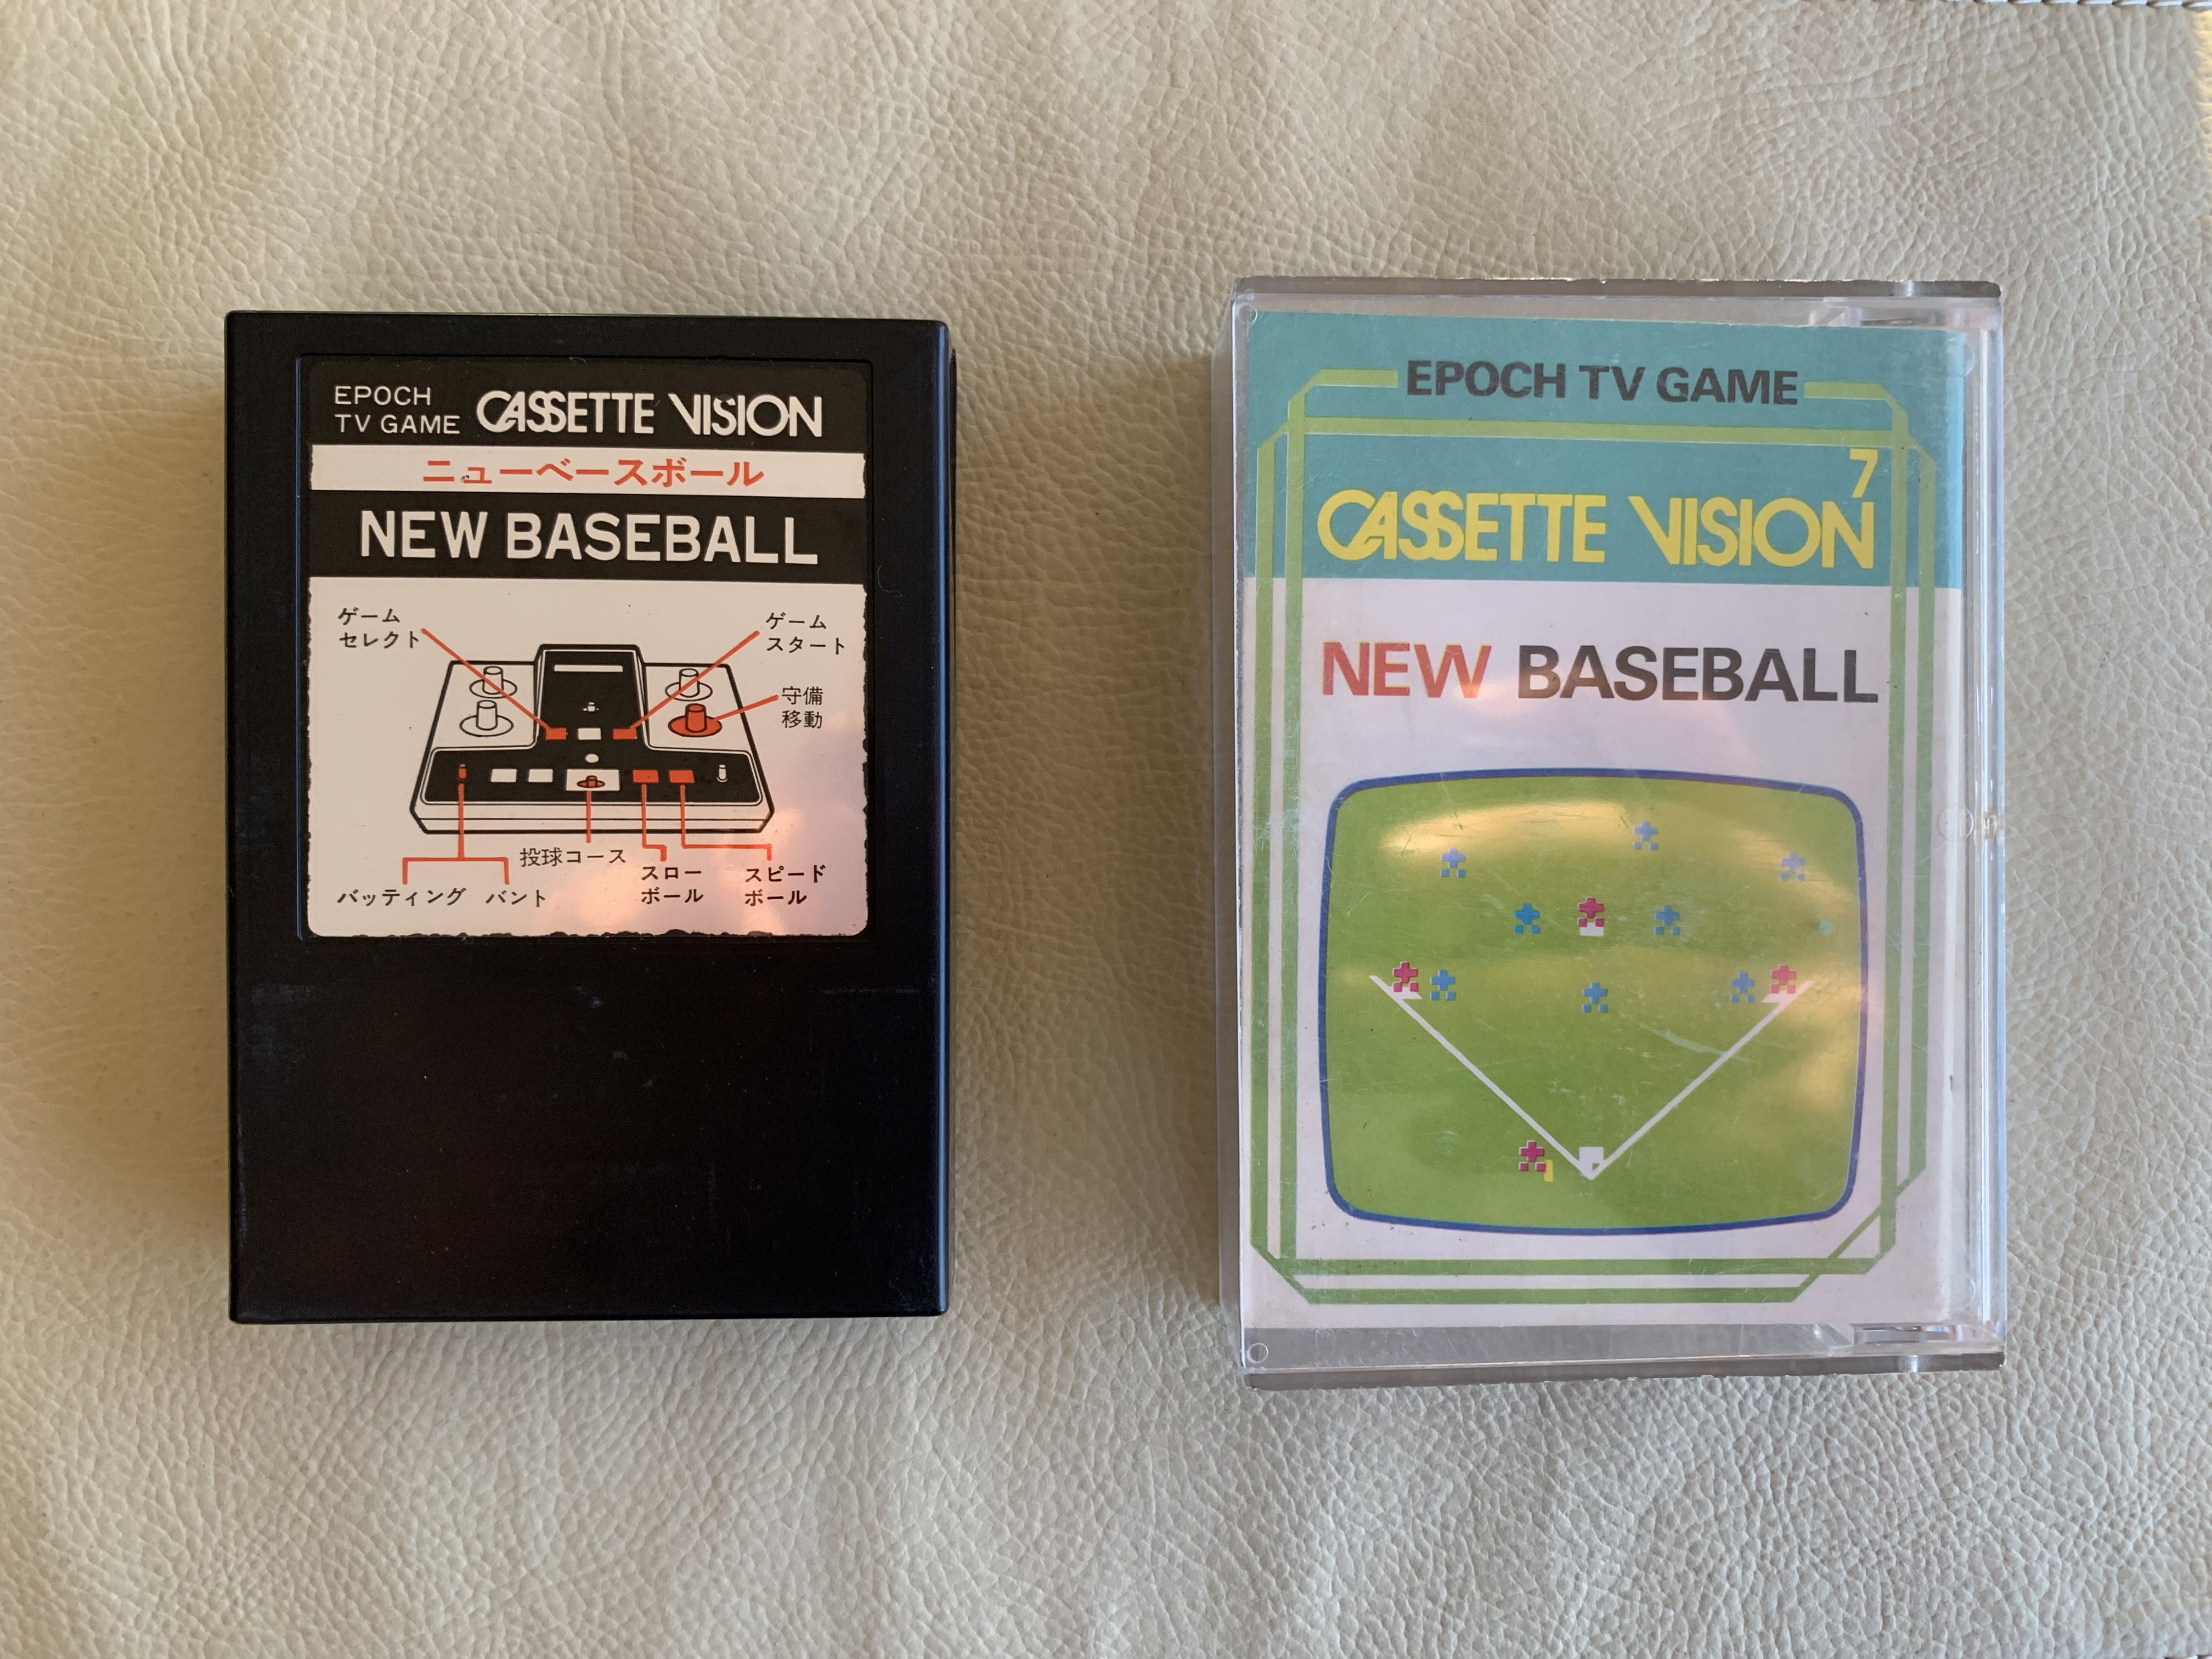 EPOCH
TV GAME CASSETTE VISION
ニューベースボール
NEW BASEBALL
ゲーム
セレクト
ゲーム
スタート
守備
移動
投球コース
バッティング バント
スロー
ボール
スピード
ボール
EPOCH TV GAME
7
CASSETTE VISION
NEW BASEBALL